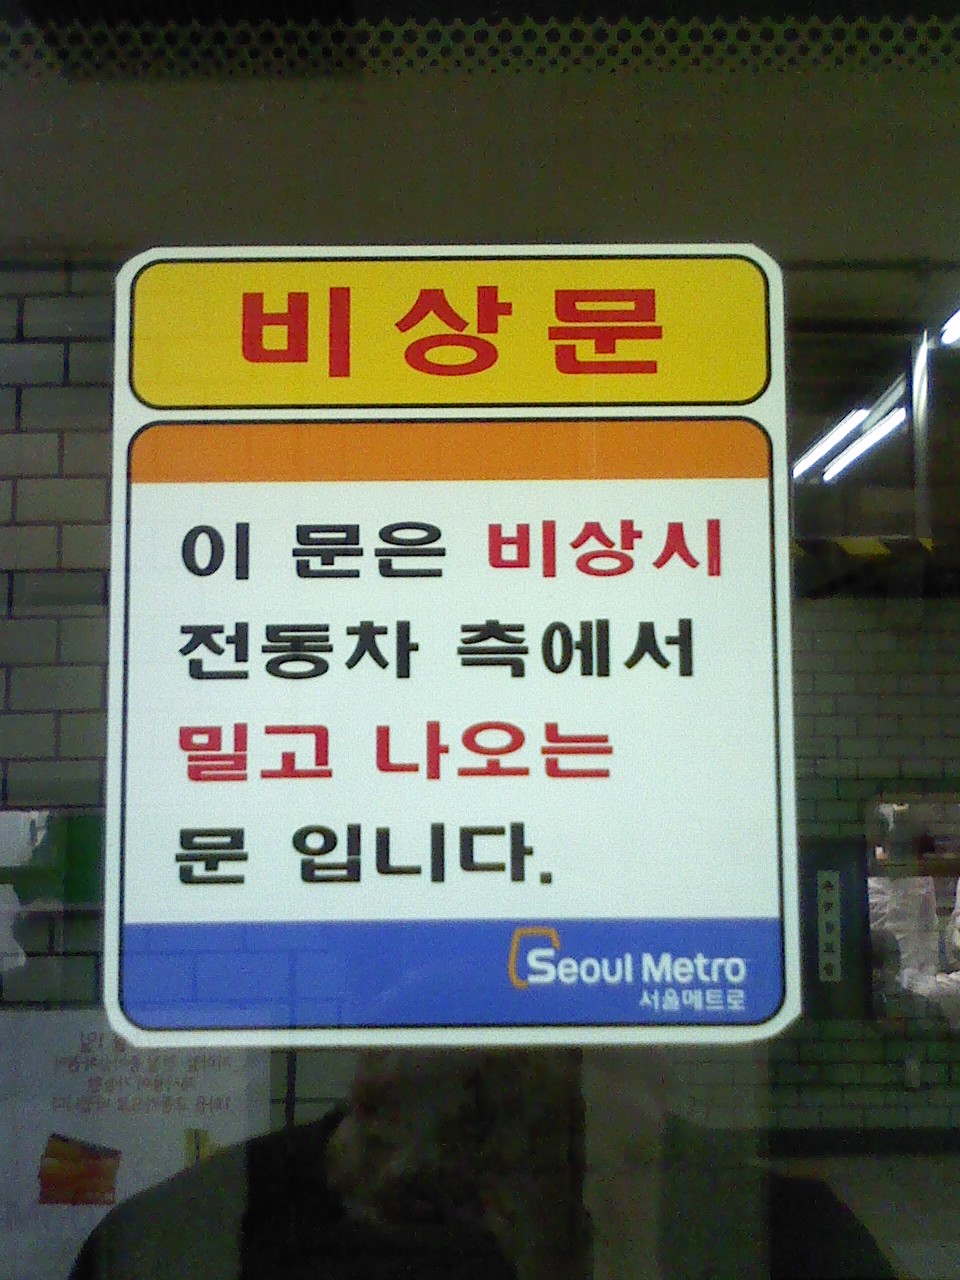 비상문
이 문은 비상시
전동차 측에서
밀고 나오는
문 입니다.
Seoul Metro
서울메트로